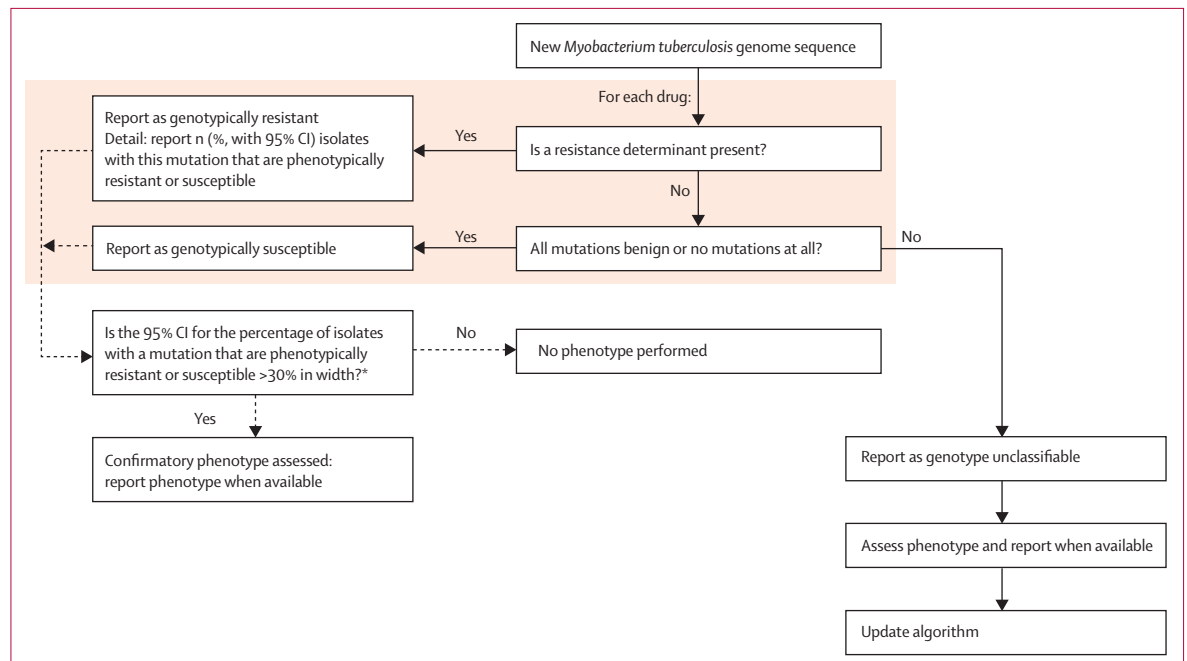 New Myobacterium tuberculosis genome sequence
For each drug:
Report as genotypically resistant
Detail: report n (%, with 95% CI) isolates
with this mutation that are phenotypically
resistant or susceptible
Yes
Is a resistance determinant present?
No
Report as genotypically susceptible
Yes
All mutations benign or no mutations at all?
No
Is the 95% CI for the percentage of isolates
with a mutation that are phenotypically
resistant or susceptible >30% in width?*
No
No phenotype performed
Yes
Confirmatory phenotype assessed:
report phenotype when available
Report as genotype unclassifiable
Assess phenotype and report when available
Update algorithm